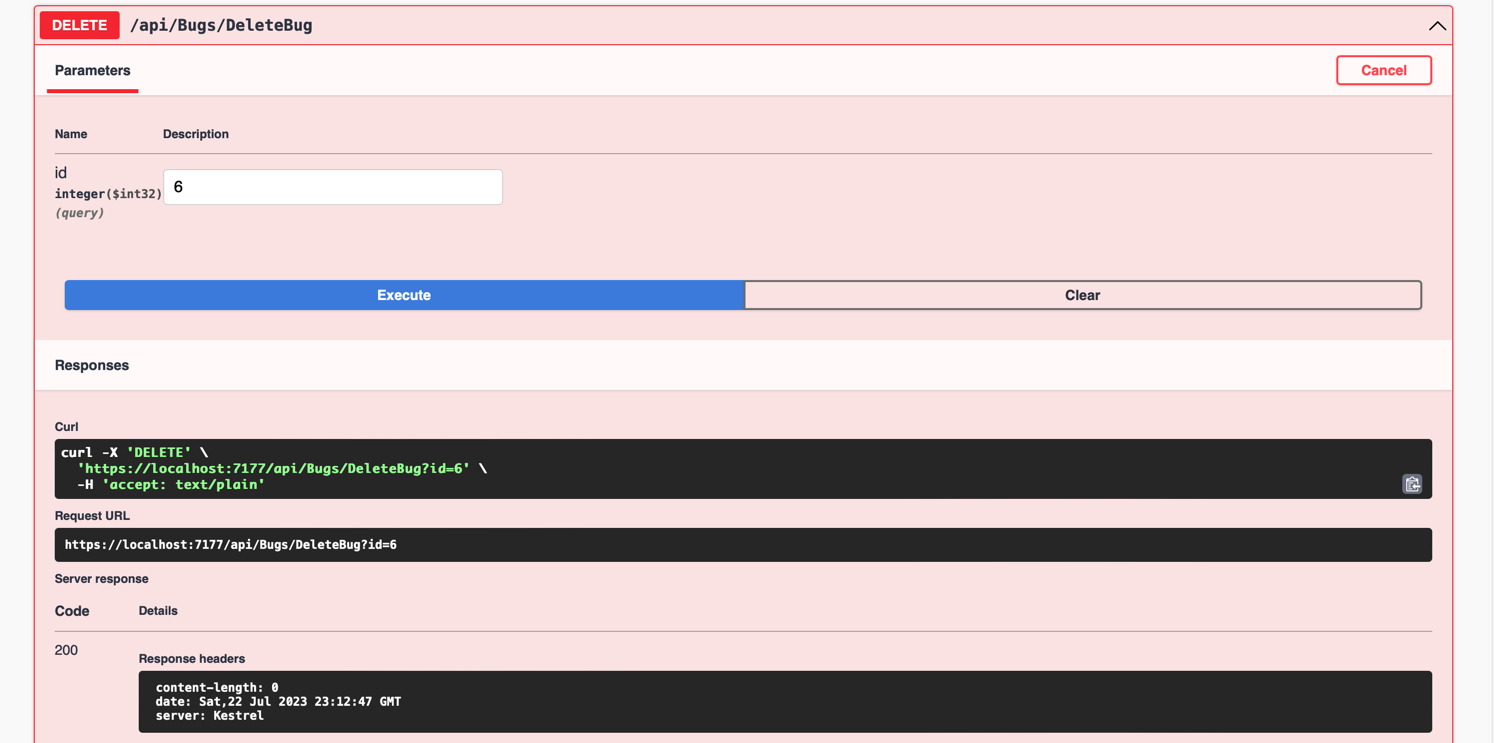 DELETE /api/Bugs/DeleteBug
Parameters
Cancel
Name Description
id
integer($int32)
(query)
6
Execute
Clear
Responses
Curl
curl -X 'DELETE' \
  'https://localhost:7177/api/Bugs/DeleteBug?id=6' \
  -H 'accept: text/plain'
Request URL
https://localhost:7177/api/Bugs/DeleteBug?id=6
Server response
Code Details
200
Response headers
content-length: 0
date: Sat,22 Jul 2023 23:12:47 GMT
server: Kestrel